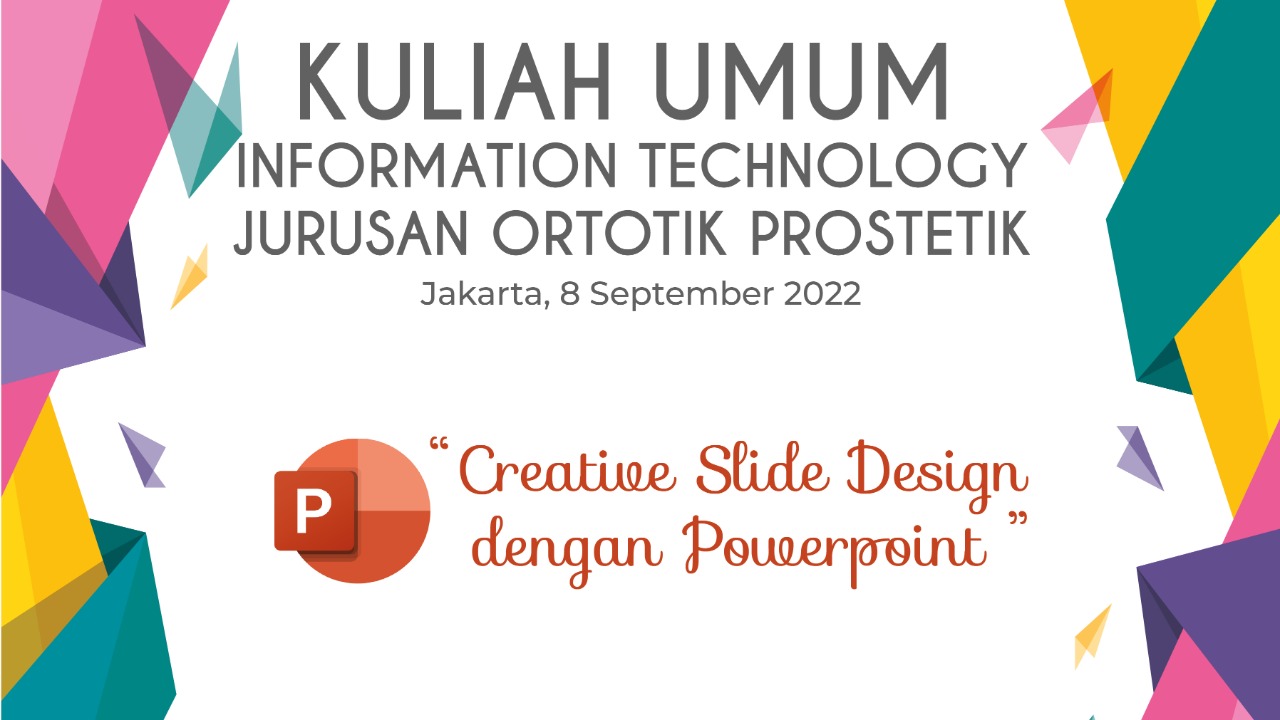 KULIAH UMUM
INFORMATION TECHNOLOGY
JURUSAN ORTOTIK PROSTETIK
Jakarta, 8 September 2022
P
“Creative Slide Design
dengan Powerpoint”